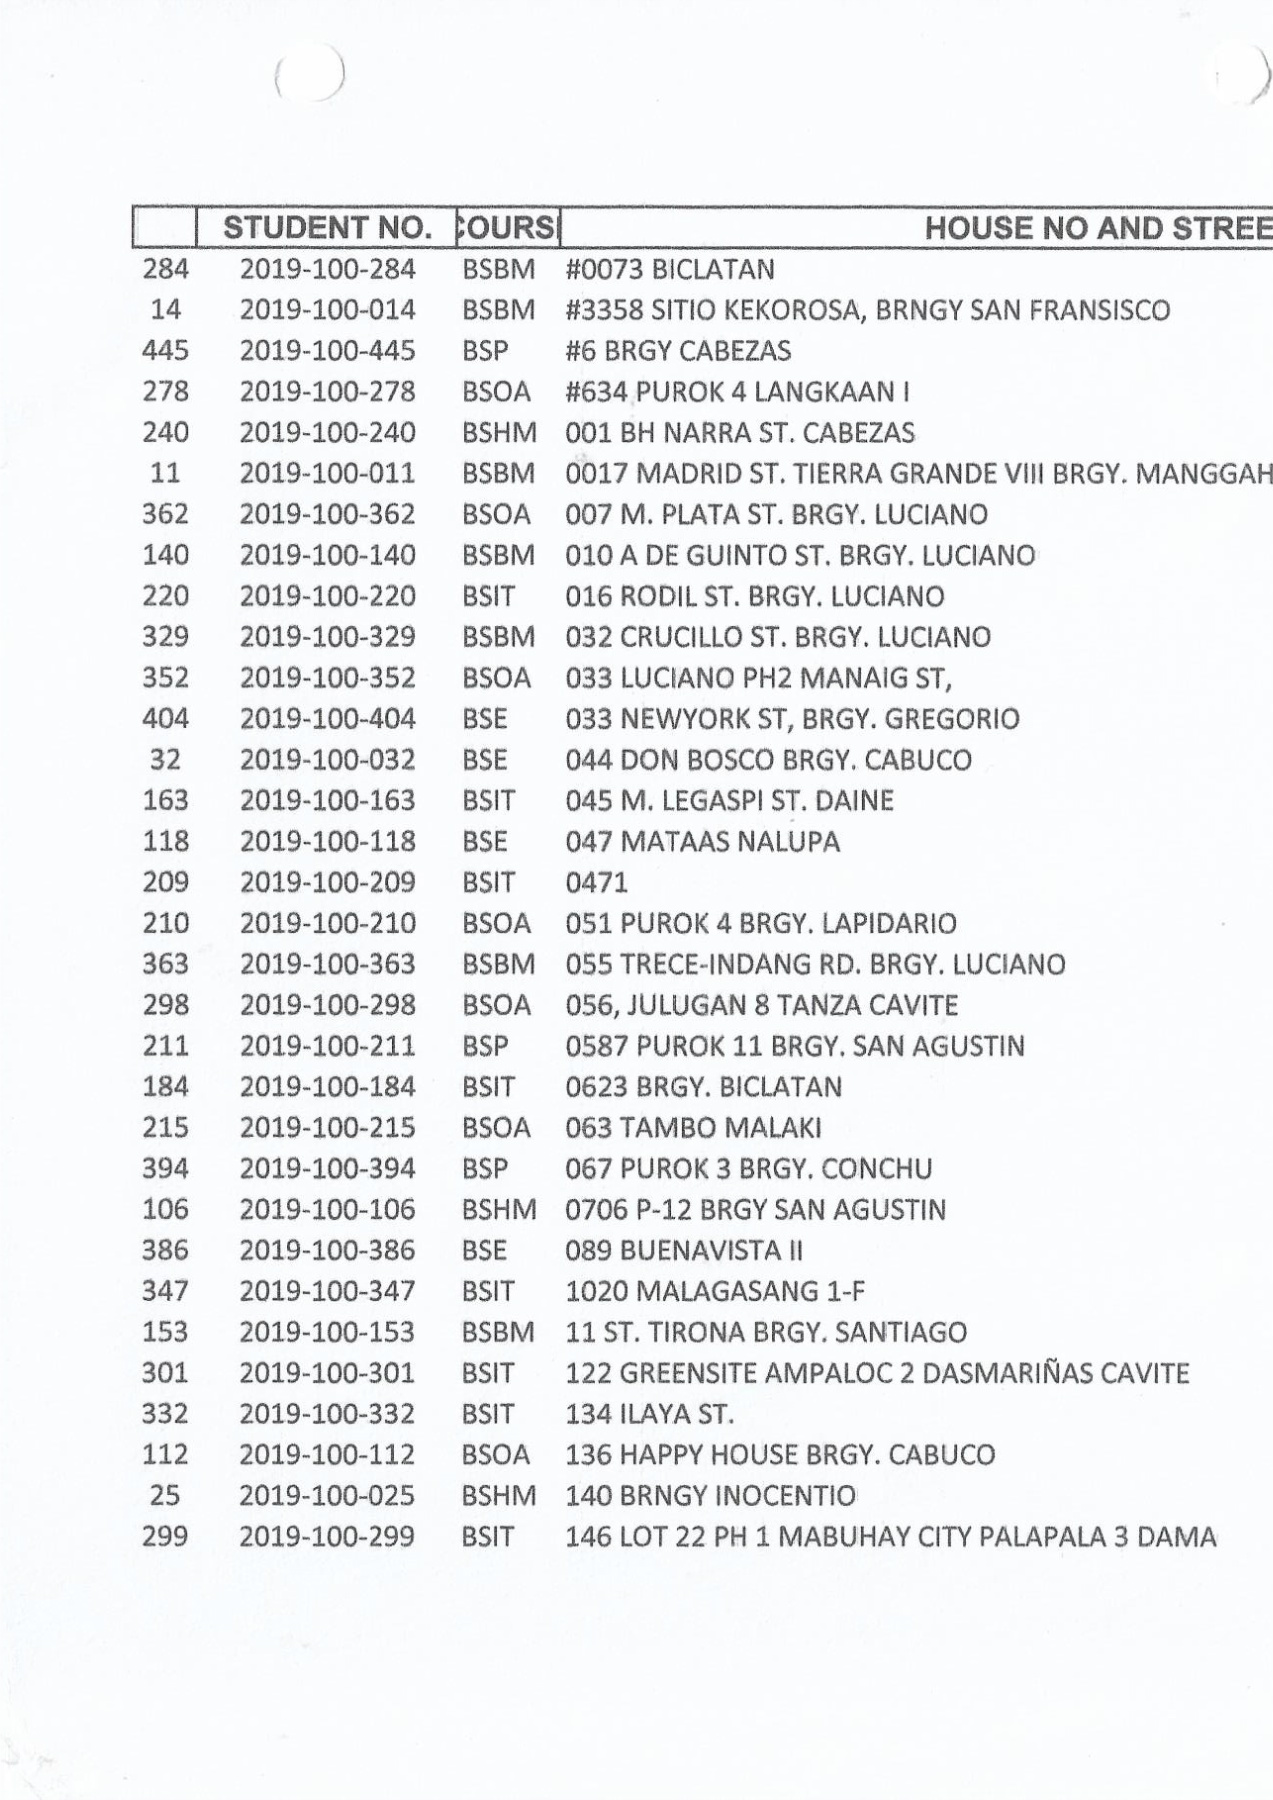 STUDENT NO. COURS HOUSE NO AND STREE
284 2019-100-284 BSBM #0073 BICLATAN
14 2019-100-014 BSBM #3358 SITIO KEKOROSA, BRNGY SAN FRANSISCO
445 2019-100-445 BSP #6 BRGY CABEZAS
278 2019-100-278 BSOA #634 PUROK 4 LANGKAAN I
240 2019-100-240 BSHM 001 BH NARRA ST. CABEZAS
11 2019-100-011 BSBM 0017 MADRID ST. TIERRA GRANDE VIII BRGY. MANGGAH
362 2019-100-362 BSOA 007 M. PLATA ST. BRGY. LUCIANO
140 2019-100-140 BSBM 010 A DE GUINTO ST. BRGY. LUCIANO
220 2019-100-220 BSIT 016 RODIL ST. BRGY. LUCIANO
329 2019-100-329 BSBM 032 CRUCILLO ST. BRGY. LUCIANO
352 2019-100-352 BSOA 033 LUCIANO PH2 MANAIG ST,
404 2019-100-404 BSE 033 NEWYORK ST, BRGY. GREGORIO
32 2019-100-032 BSE 044 DON BOSCO BRGY. CABUCO
163 2019-100-163 BSIT 045 M. LEGASPI ST. DAINE
118 2019-100-118 BSE 047 MATAAS NALUPA
209 2019-100-209 BSIT 0471
210 2019-100-210 BSOA 051 PUROK 4 BRGY. LAPIDARIO
363 2019-100-363 BSBM 055 TRECE-INDANG RD. BRGY. LUCIANO
298 2019-100-298 BSOA 056, JULUGAN 8 TANZA CAVITE
211 2019-100-211 BSP 0587 PUROK 11 BRGY. SAN AGUSTIN
184 2019-100-184 BSIT 0623 BRGY. BICLATAN
215 2019-100-215 BSOA 063 TAMBO MALAKI
394 2019-100-394 BSP 067 PUROK 3 BRGY. CONCHU
106 2019-100-106 BSHM 0706 P-12 BRGY SAN AGUSTIN
386 2019-100-386 BSE 089 BUENAVISTA II
347 2019-100-347 BSIT 1020 MALAGASANG 1-F
153 2019-100-153 BSBM 11 ST. TIRONA BRGY. SANTIAGO
301 2019-100-301 BSIT 122 GREENSITE AMPALOC 2 DASMARIÑAS CAVITE
332 2019-100-332 BSIT 134 ILAYA ST.
112 2019-100-112 BSOA 136 HAPPY HOUSE BRGY. CABUCO
25 2019-100-025 BSHM 140 BRNGY INOCENTIO
299 2019-100-299 BSIT 146 LOT 22 PH 1 MABUHAY CITY PALAPALA 3 DAMA